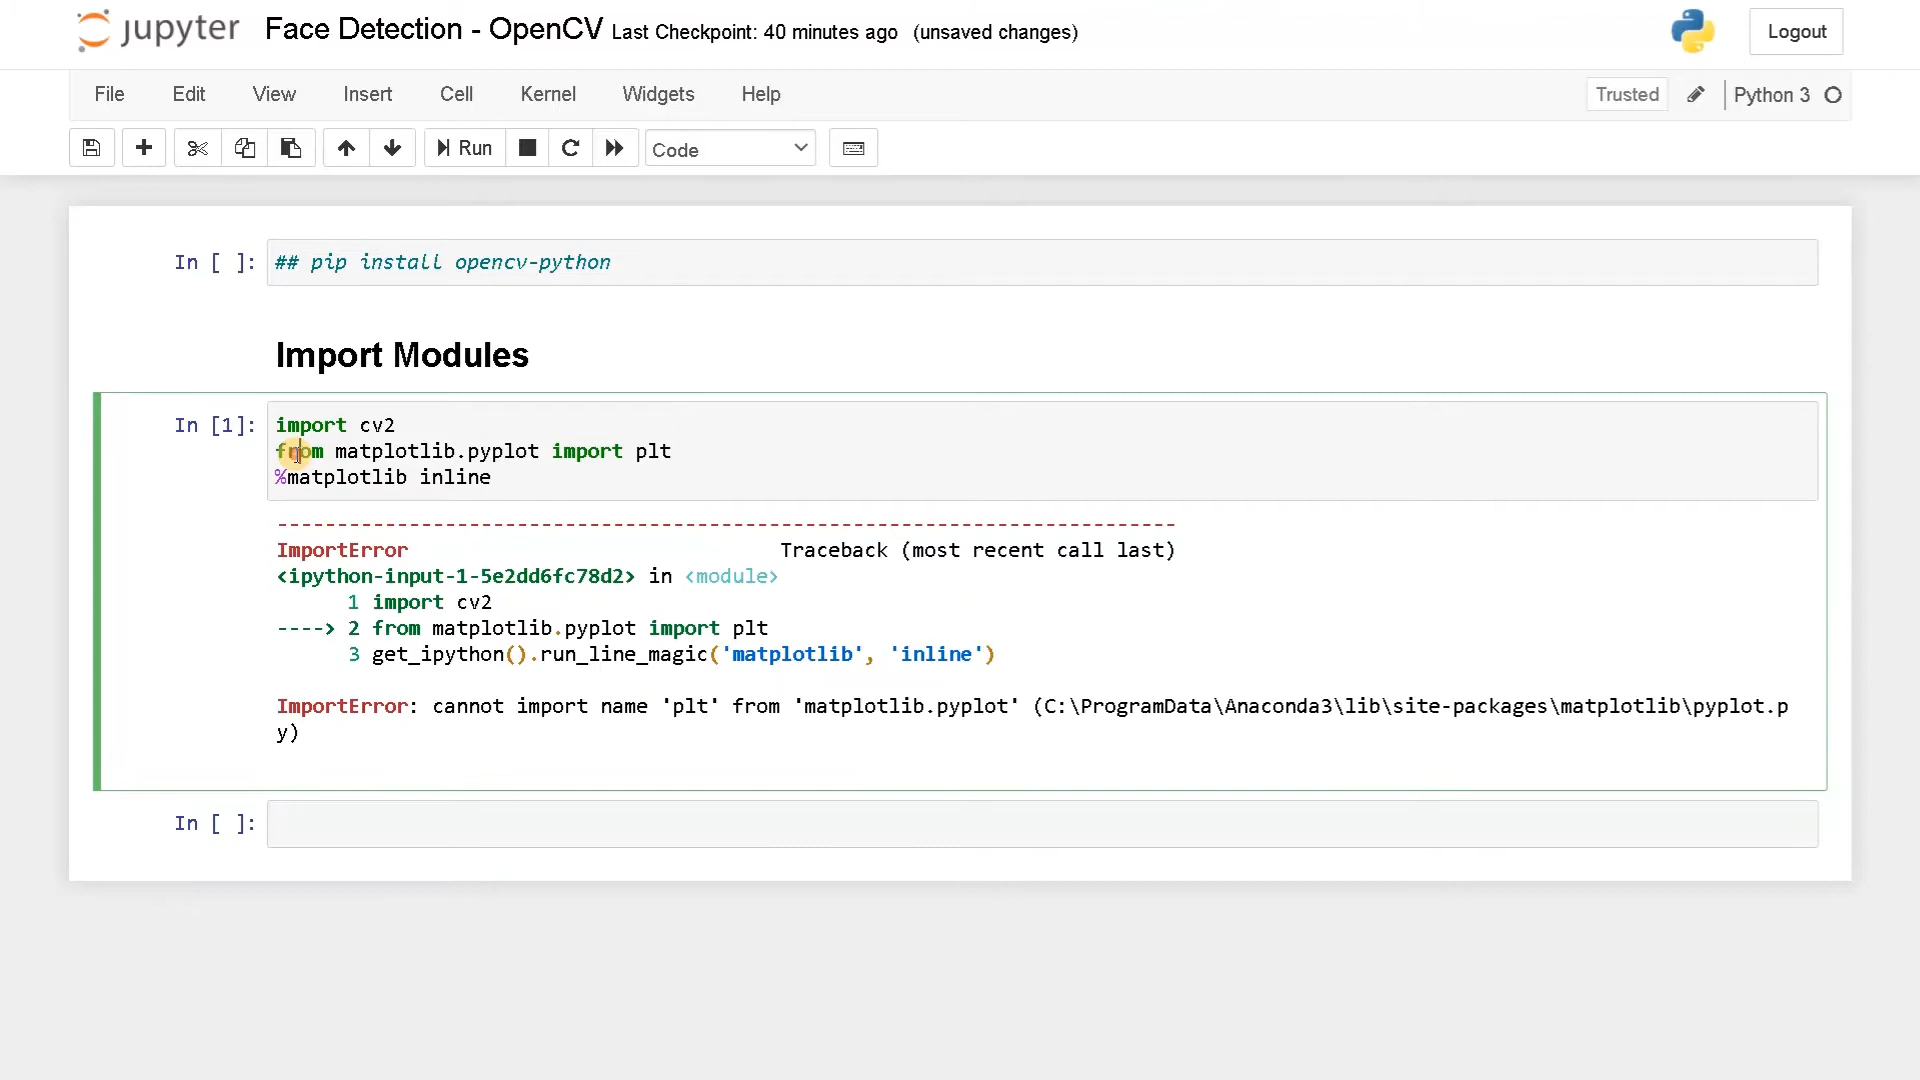 jupyter Face Detection - OpenCV Last Checkpoint: 40 minutes ago (unsaved changes) Logout
File Edit View Insert Cell Kernel Widgets Help Trusted Python 3
Run Code
In [ ]: ## pip install opencv-python
Import Modules
In [1]: import cv2
from matplotlib.pyplot import plt
%matplotlib inline
---------------------------------------------------------------------------
ImportError Traceback (most recent call last)
<ipython-input-1-5e2dd6fc78d2> in <module>
1 import cv2
----> 2 from matplotlib.pyplot import plt
3 get_ipython().run_line_magic('matplotlib', 'inline')
ImportError: cannot import name 'plt' from 'matplotlib.pyplot' (C:\ProgramData\Anaconda3\lib\site-packages\matplotlib\pyplot.p
y)
In [ ]: